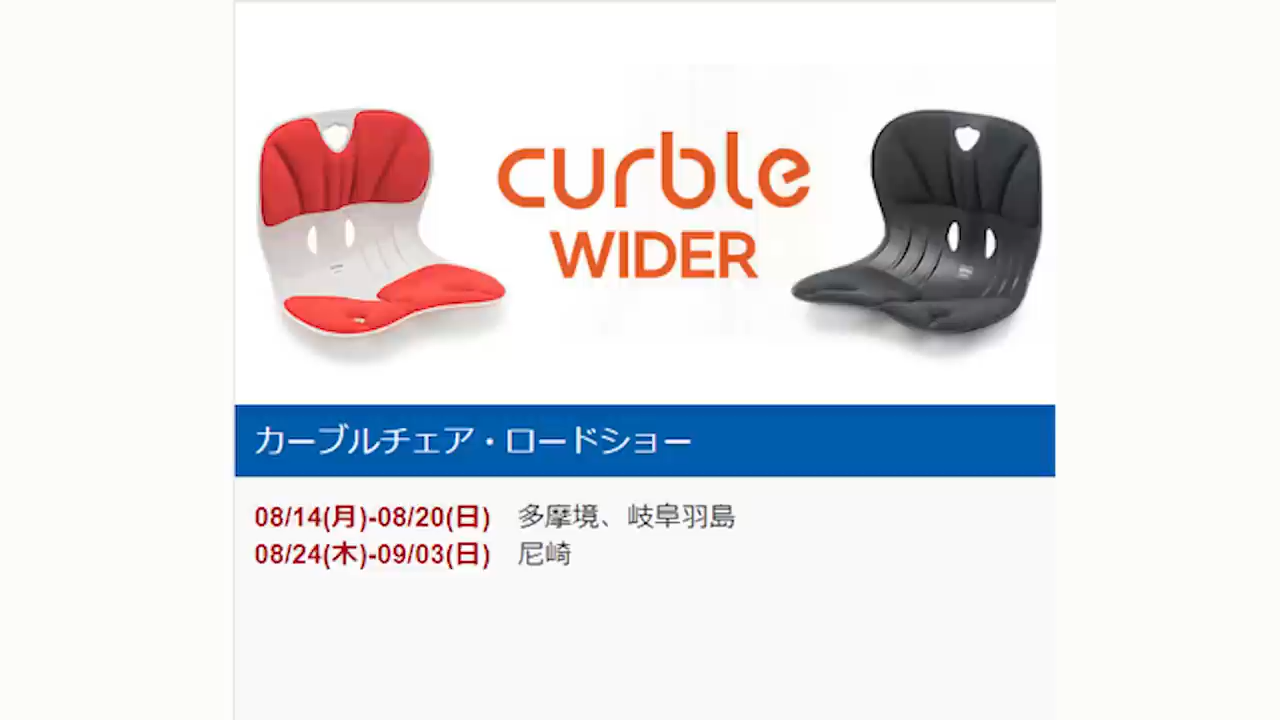 curble
WIDER
カーブルチェア・ロードショー
08/14(月)-08/20(日) 多摩境、岐阜羽島
08/24(木)-09/03(日) 尼崎